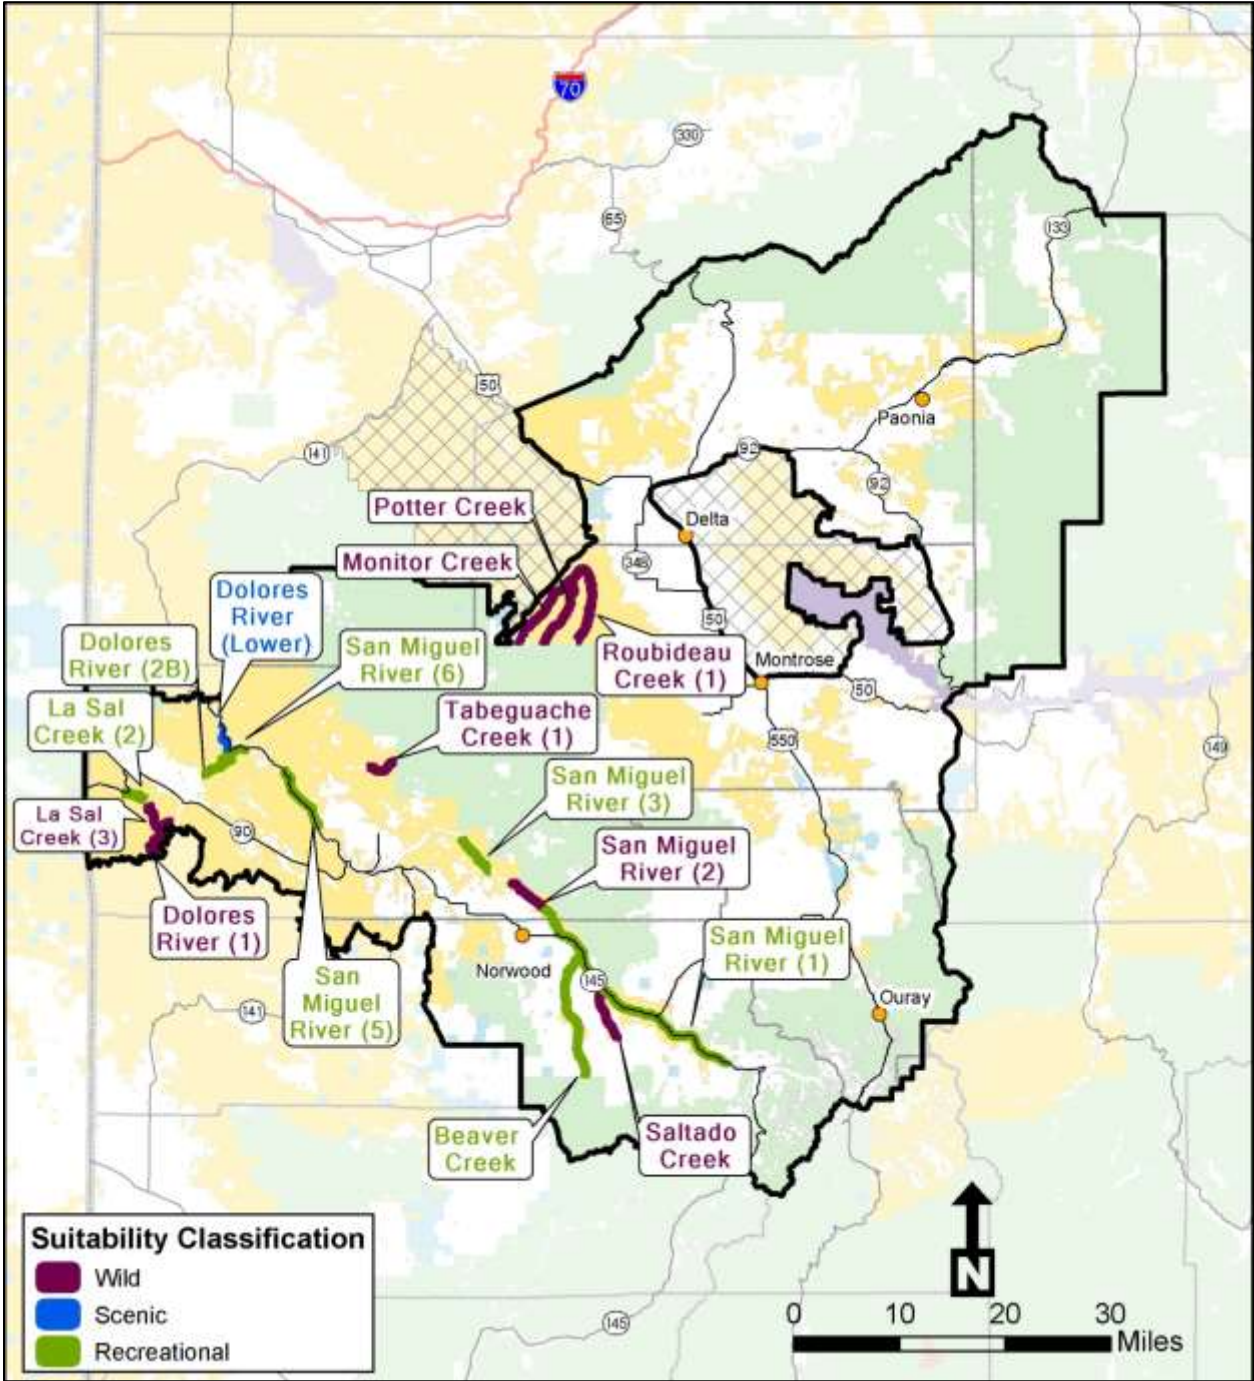 70
330
65
133
50
Paonia
141
92
92
Potter Creek
Delta
Monitor Creek
348
Dolores
River
(Lower)
50
Dolores
River (2B)
San Miguel
River (6)
Roubideau
Creek (1)
Montrose
50
La Sal
Creek (2)
Tabeguache
Creek (1)
550
149
San Miguel
River (3)
La Sal
Creek (3)
90
San Miguel
River (2)
Dolores
River (1)
San Miguel
River (1)
Norwood
145
San
Miguel
River (5)
Ouray
141
Beaver
Creek
Saltado
Creek
Suitability Classification
Wild
Scenic
Recreational
N
0 10 20 30
Miles
145